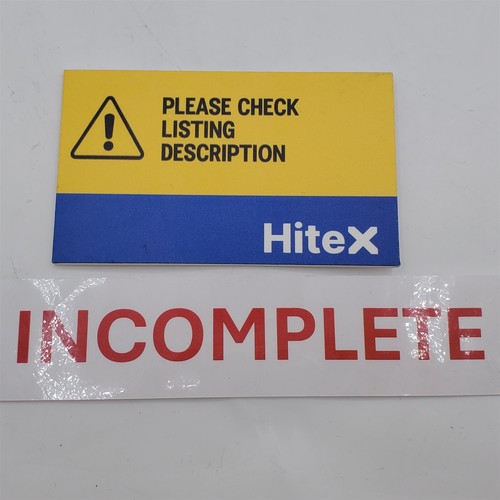 PLEASE CHECK
LISTING
DESCRIPTION
HiteX
INCOMPLETE